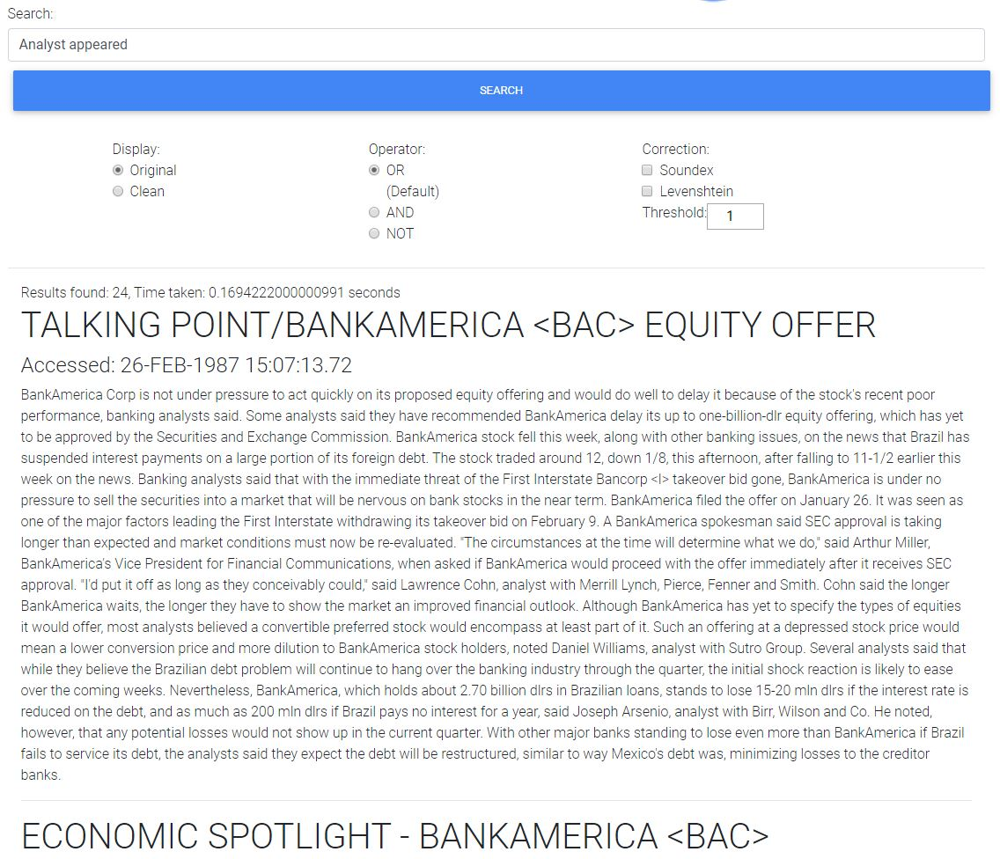 Search:
Analyst appeared
SEARCH
Display:
Original
Clean
Operator:
OR
(Default)
AND
NOT
Correction:
Soundex
Levenshtein
Threshold: 1
Results found: 24, Time taken: 0.1694222000000991 seconds
TALKING POINT/BANKAMERICA <BAC> EQUITY OFFER
Accessed: 26-FEB-1987 15:07:13.72
BankAmerica Corp is not under pressure to act quickly on its proposed equity offering and would do well to delay it because of the stock's recent poor
performance, banking analysts said. Some analysts said they have recommended BankAmerica delay its up to one-billion-dlr equity offering, which has yet
to be approved by the Securities and Exchange Commission. BankAmerica stock fell this week, along with other banking issues, on the news that Brazil has
suspended interest payments on a large portion of its foreign debt. The stock traded around 12, down 1/8, this afternoon, after falling to 11-1/2 earlier this
week on the news. Banking analysts said that with the immediate threat of the First Interstate Bancorp <I> takeover bid gone, BankAmerica is under no
pressure to sell the securities into a market that will be nervous on bank stocks in the near term. BankAmerica filed the offer on January 26. It was seen as
one of the major factors leading the First Interstate withdrawing its takeover bid on February 9. A BankAmerica spokesman said SEC approval is taking
longer than expected and market conditions must now be re-evaluated. "The circumstances at the time will determine what we do," said Arthur Miller,
BankAmerica's Vice President for Financial Communications, when asked if BankAmerica would proceed with the offer immediately after it receives SEC
approval. "I'd put it off as long as they conceivably could," said Lawrence Cohn, analyst with Merrill Lynch, Pierce, Fenner and Smith. Cohn said the longer
BankAmerica waits, the longer they have to show the market an improved financial outlook. Although BankAmerica has yet to specify the types of equities
it would offer, most analysts believed a convertible preferred stock would encompass at least part of it. Such an offering at a depressed stock price would
mean a lower conversion price and more dilution to BankAmerica stock holders, noted Daniel Williams, analyst with Sutro Group. Several analysts said that
while they believe the Brazilian debt problem will continue to hang over the banking industry through the quarter, the initial shock reaction is likely to ease
over the coming weeks. Nevertheless, BankAmerica, which holds about 2.70 billion dlrs in Brazilian loans, stands to lose 15-20 mln dlrs if the interest rate is
reduced on the debt, and as much as 200 mln dlrs if Brazil pays no interest for a year, said Joseph Arsenio, analyst with Birr, Wilson and Co. He noted,
however, that any potential losses would not show up in the current quarter. With other major banks standing to lose even more than BankAmerica if Brazil
fails to service its debt, the analysts said they expect the debt will be restructured, similar to way Mexico's debt was, minimizing losses to the creditor
banks.
ECONOMIC SPOTLIGHT - BANKAMERICA <BAC>